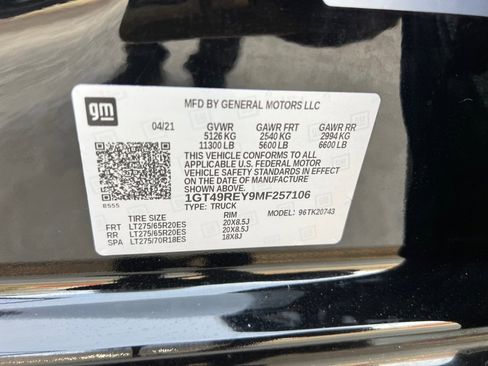 gm
MFD BY GENERAL MOTORS LLC
04/21 GVWR GAWR FRT GAWR RR
5126 KG 2540 KG 2994 KG
11300 LB 5600 LB 6600 LB
THIS VEHICLE CONFORMS TO ALL
APPLICABLE U.S. FEDERAL MOTOR
VEHICLE SAFETY STANDARDS IN EFFECT
ON THE DATE OF MANUFACTURE SHOWN ABOVE.
1GT49REY9MF257106
B555 TYPE: TRUCK
TIRE SIZE RIM MODEL: 96TK20743
FRT LT275/65R20ES 20X8.5J
RR LT275/65R20ES 20X8.5J
SPA LT275/70R18ES 18X8J